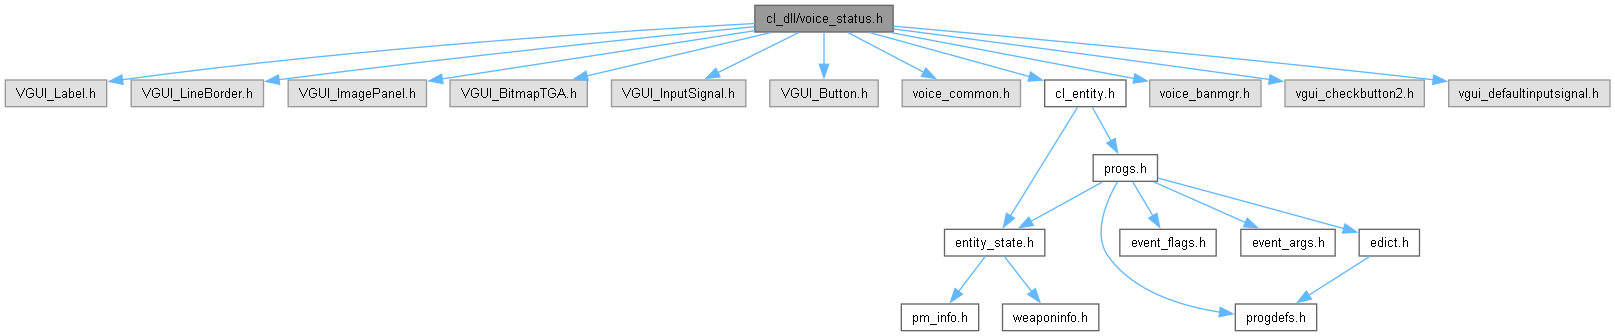 cl_dll/voice_status.h
VGUI_Label.h
VGUI_LineBorder.h
VGUI_ImagePanel.h
VGUI_BitmapTGA.h
VGUI_InputSignal.h
VGUI_Button.h
voice_common.h
cl_entity.h
voice_banmgr.h
vgui_checkbutton2.h
vgui_defaultinputsignal.h
progs.h
entity_state.h
event_flags.h
event_args.h
edict.h
pm_info.h
weaponinfo.h
progdefs.h